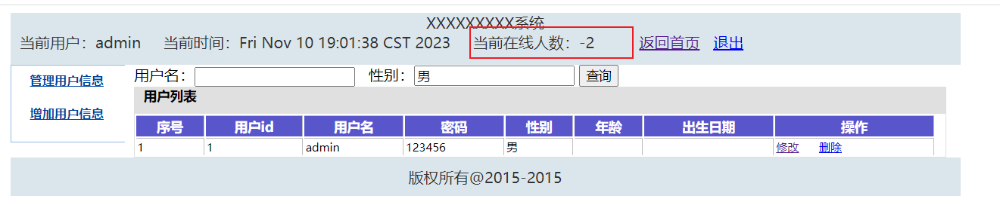 XXXXXXXXX系统
当前用户：admin 当前时间：Fri Nov 10 19:01:38 CST 2023 当前在线人数：-2 返回首页 退出
管理用户信息
增加用户信息
用户名： 性别：男 查询
用户列表
序号 用户id 用户名 密码 性别 年龄 出生日期 操作
1 1 admin 123456 男 修改 删除
版权所有@2015-2015